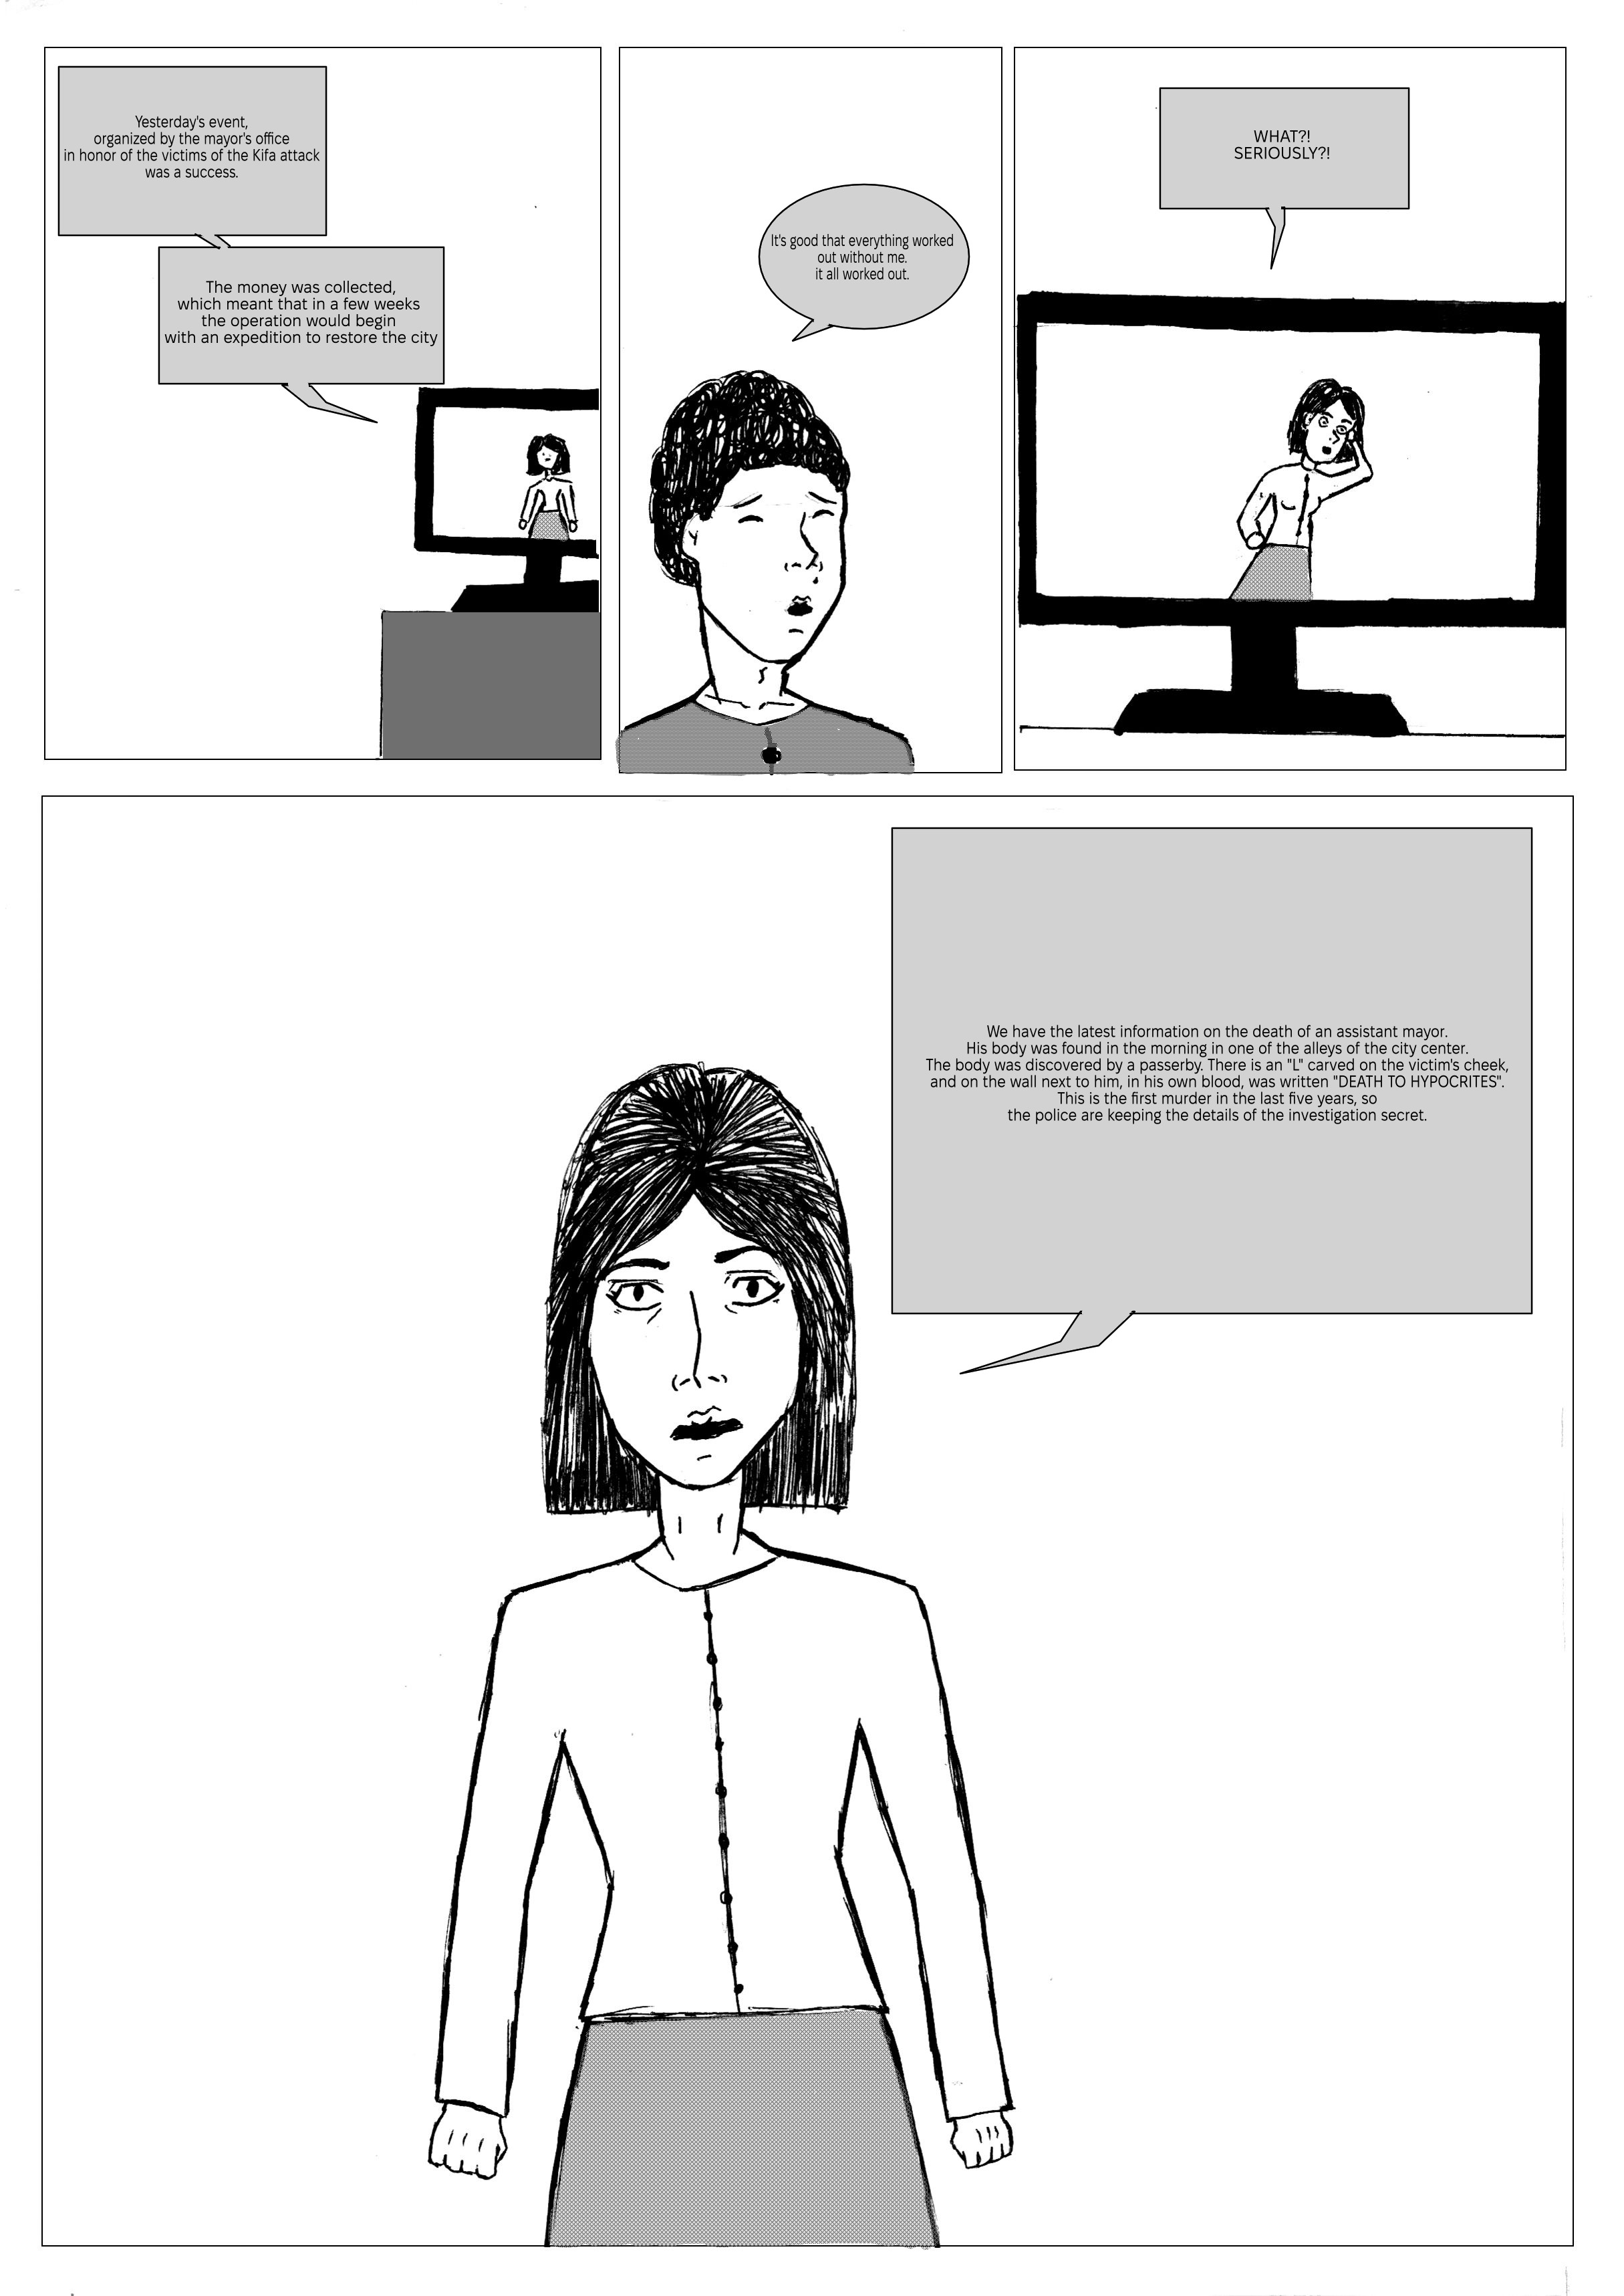 Yesterday's event,
organized by the mayor's office
in honor of the victims of the Kifa attack
was a success.
The money was collected,
which meant that in a few weeks
the operation would begin
with an expedition to restore the city
It's good that everything worked
out without me.
it all worked out.
WHAT?!
SERIOUSLY?!
We have the latest information on the death of an assistant mayor.
His body was found in the morning in one of the alleys of the city center.
The body was discovered by a passerby. There is an "L" carved on the victim's cheek,
and on the wall next to him, in his own blood, was written "DEATH TO HYPOCRITES".
This is the first murder in the last five years, so
the police are keeping the details of the investigation secret.